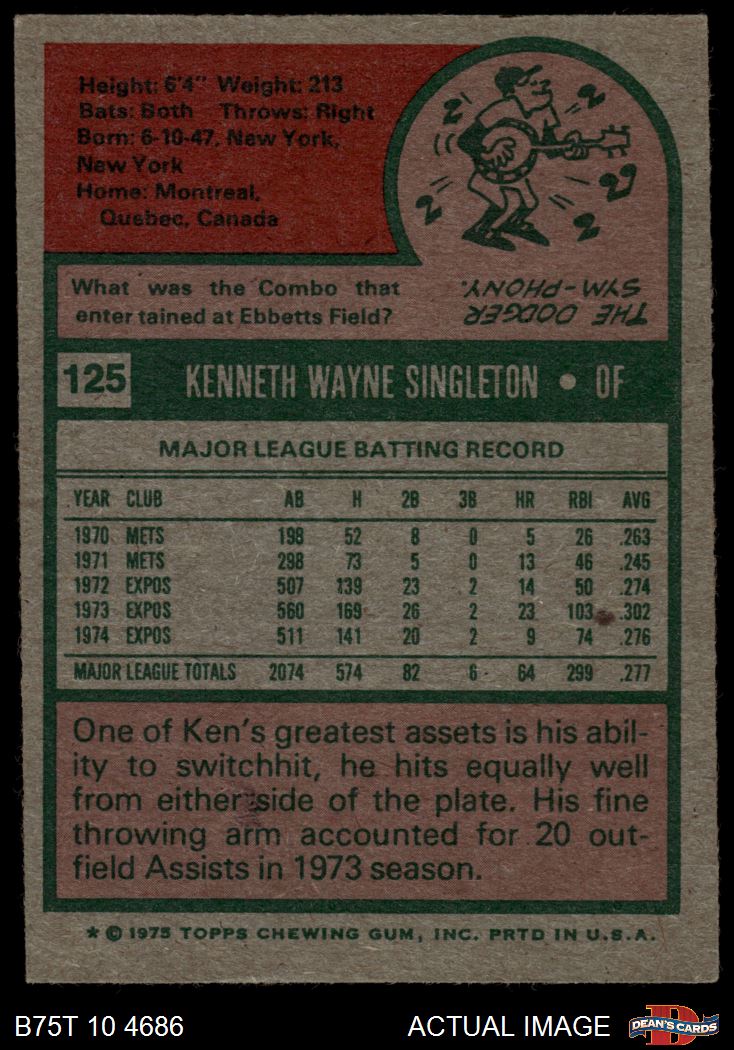 Height: 6'4" Weight: 213
Bats: Both Throws: Right
Born: 6-10-47, New York,
New York
Home: Montreal,
Quebec, Canada
What was the Combo that
entertained at Ebbetts Field?
THE DODGER
SYM-PHONY.
125 KENNETH WAYNE SINGLETON • OF
MAJOR LEAGUE BATTING RECORD
YEAR CLUB AB H 2B 3B HR RBI AVG
1970 METS 198 52 8 0 5 26 .263
1971 METS 298 73 5 0 13 46 .245
1972 EXPOS 507 139 23 2 14 50 .274
1973 EXPOS 560 169 26 2 23 103 .302
1974 EXPOS 511 141 20 2 9 74 .276
MAJOR LEAGUE TOTALS 2074 574 82 6 64 299 .277
One of Ken's greatest assets is his abil-
ity to switchhit, he hits equally well
from either side of the plate. His fine
throwing arm accounted for 20 out-
field Assists in 1973 season.
* © 1975 TOPPS CHEWING GUM, INC. PRTD IN U.S.A.
B75T 10 4686 ACTUAL IMAGE DEAN'S CARDS